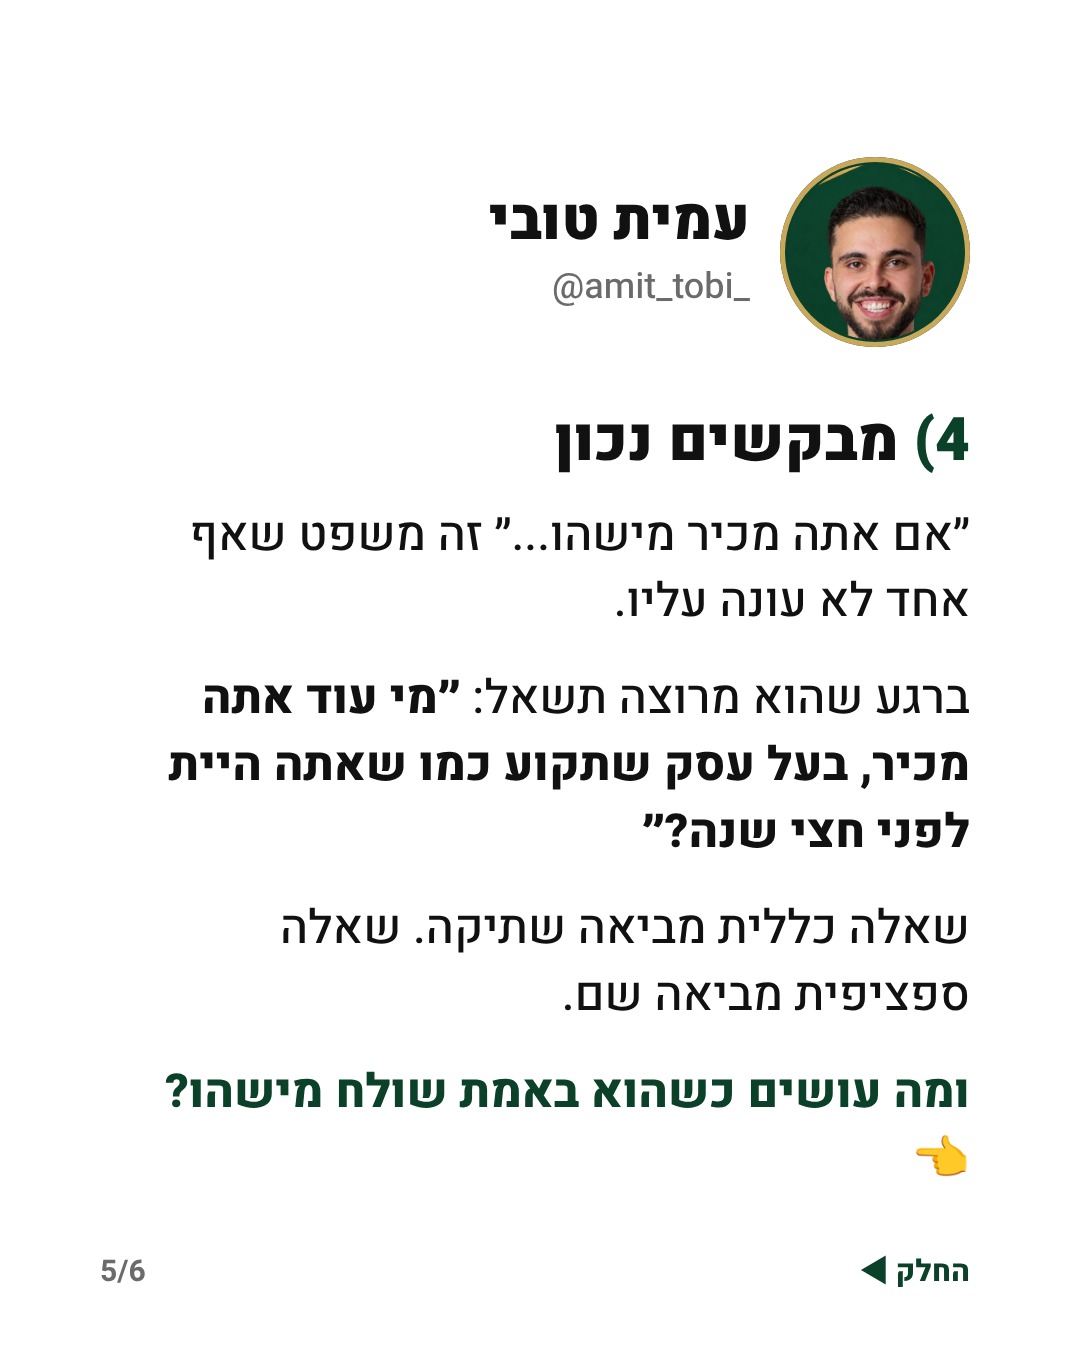 עמית טובי
@amit_tobi_
4) מבקשים נכון
״אם אתה מכיר מישהו...״ זה משפט שאף
אחד לא עונה עליו.
ברגע שהוא מרוצה תשאל: ״מי עוד אתה
מכיר, בעל עסק שתקוע כמו שאתה היית
לפני חצי שנה?״
שאלה כללית מביאה שתיקה. שאלה
ספציפית מביאה שם.
ומה עושים כשהוא באמת שולח מישהו?
👈
החלק ◀
5/6